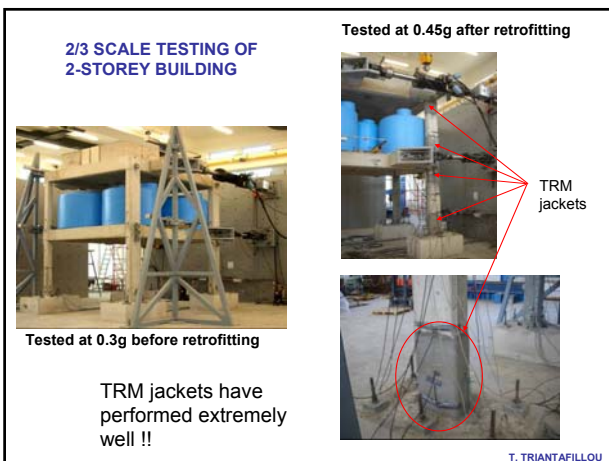 2/3 SCALE TESTING OF
2-STOREY BUILDING
Tested at 0.3g before retrofitting
TRM jackets have
performed extremely
well !!
Tested at 0.45g after retrofitting
TRM
jackets
T. TRIANTAFILLOU